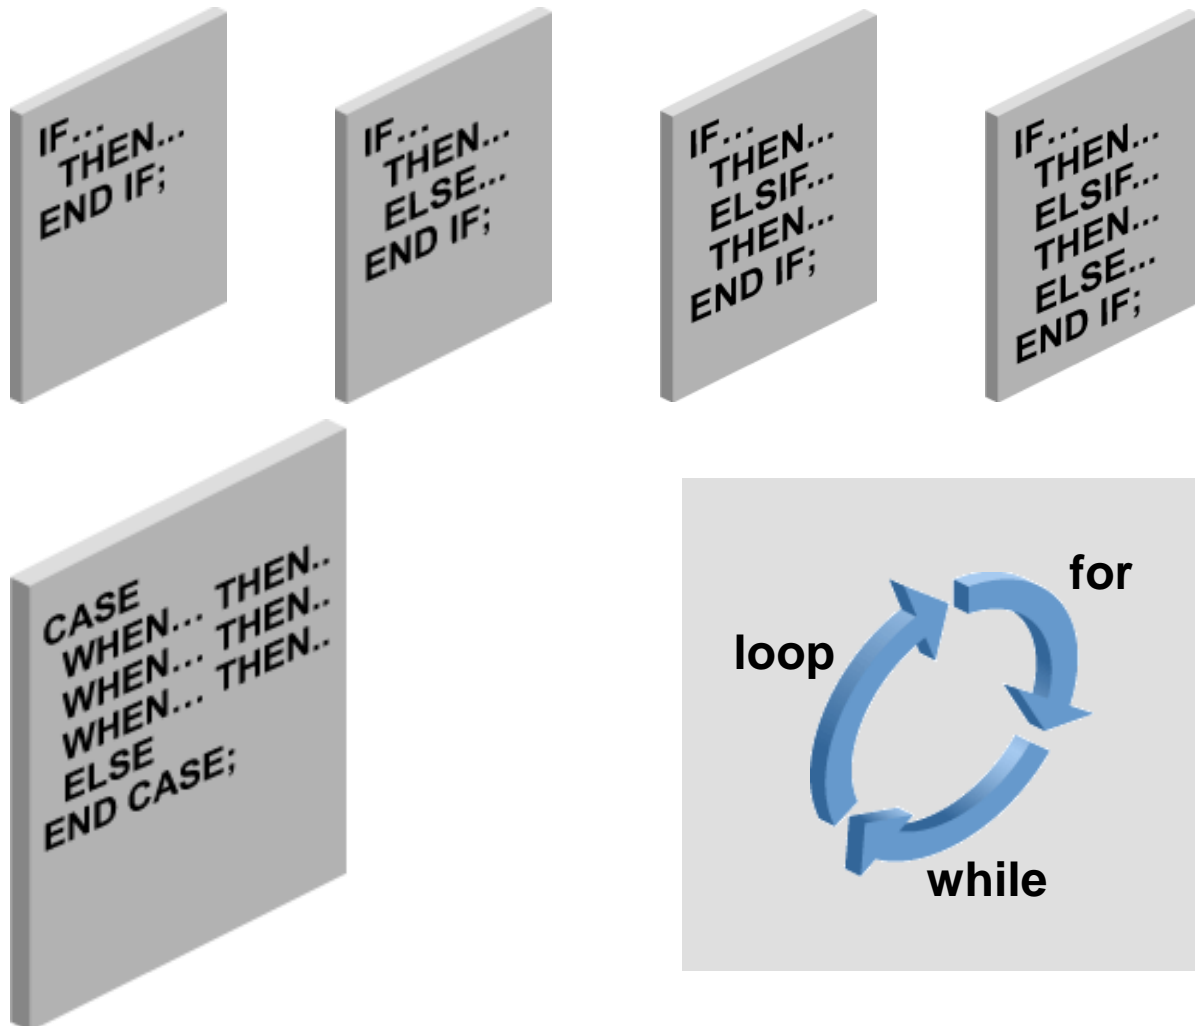 IF...
THEN...
END IF;
IF...
THEN...
ELSE...
END IF;
IF...
THEN...
ELSIF...
THEN...
END IF;
IF...
THEN...
ELSIF...
THEN...
ELSE...
END IF;
CASE
WHEN... THEN..
WHEN... THEN..
WHEN... THEN..
ELSE
END CASE;
for
loop
while